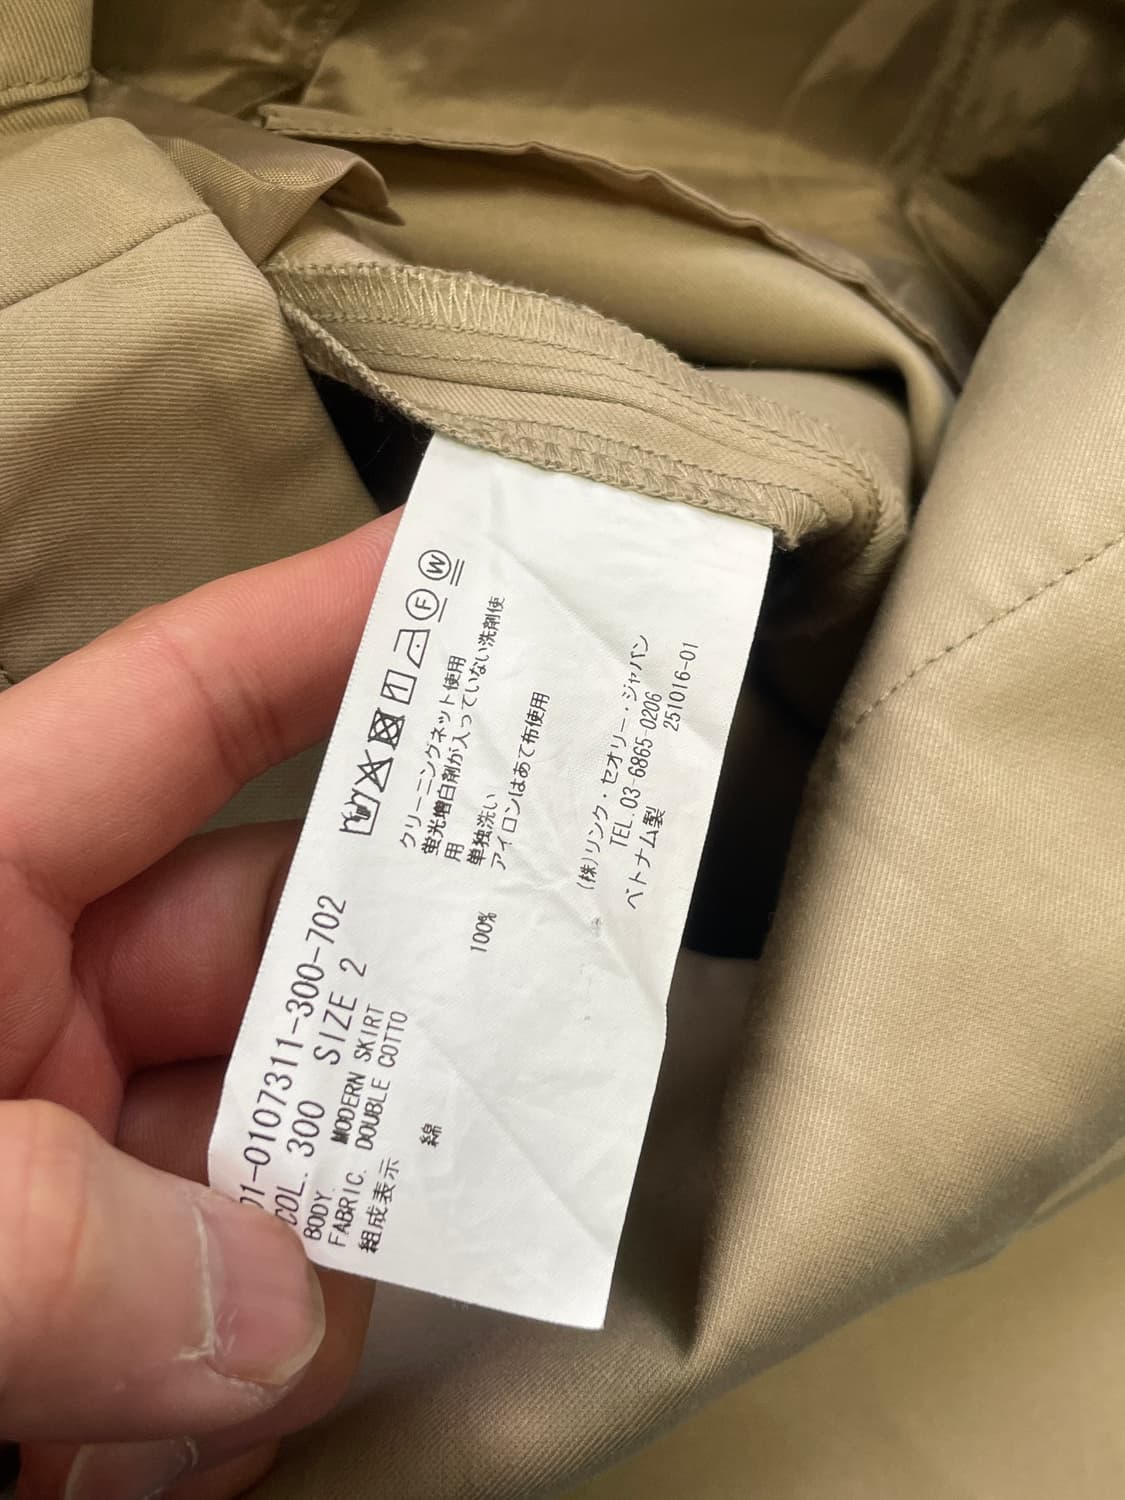 01-0107311-300-702
COL. 300 SIZE 2
BODY. MODERN SKIRT
FABRIC. DOUBLE COTTO
組成表示
綿 100%
クリーニングネット使用
蛍光増白剤が入っていない洗剤使
用
単独洗い
アイロンはあて布使用
(株)リンク・セオリー・ジャパン
TEL.03-6865-0206
ベトナム製 251016-01
F
W